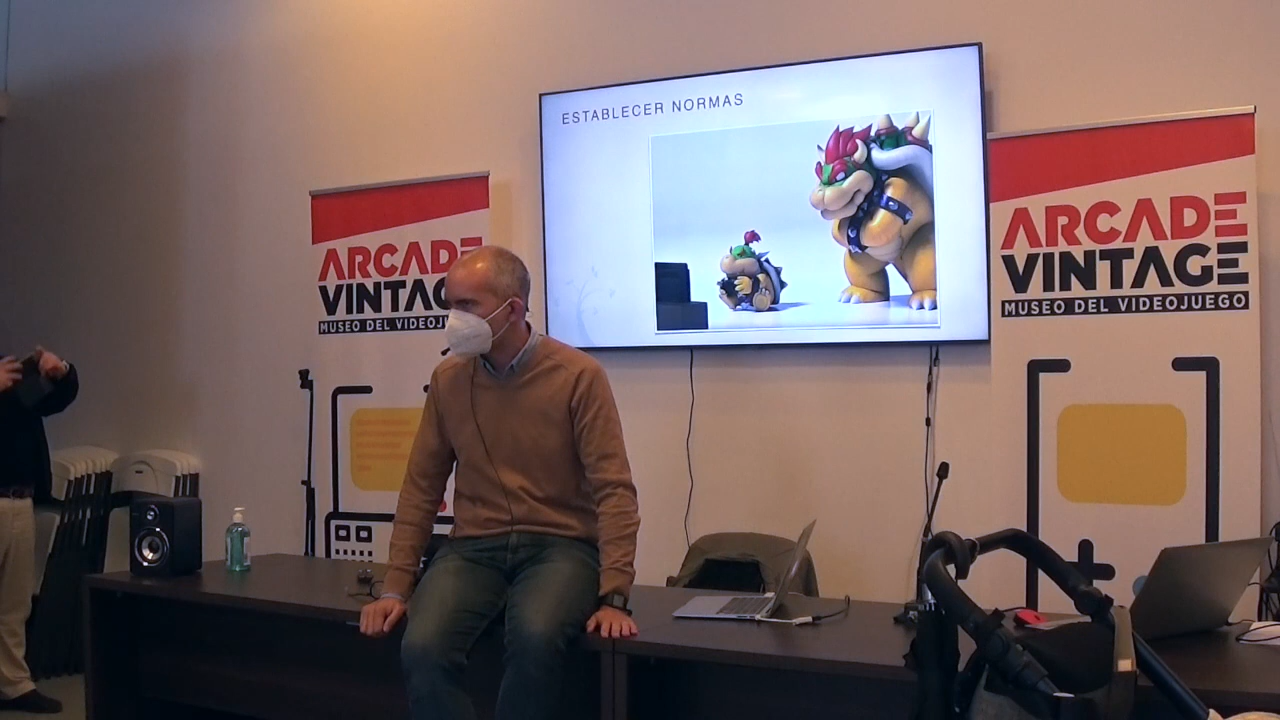 ESTABLECER NORMAS
ARCADE
VINTAGE
MUSEO DEL VIDEOJUEGO
ARCADE
VINTAGE
MUSEO DEL VIDEOJUEGO